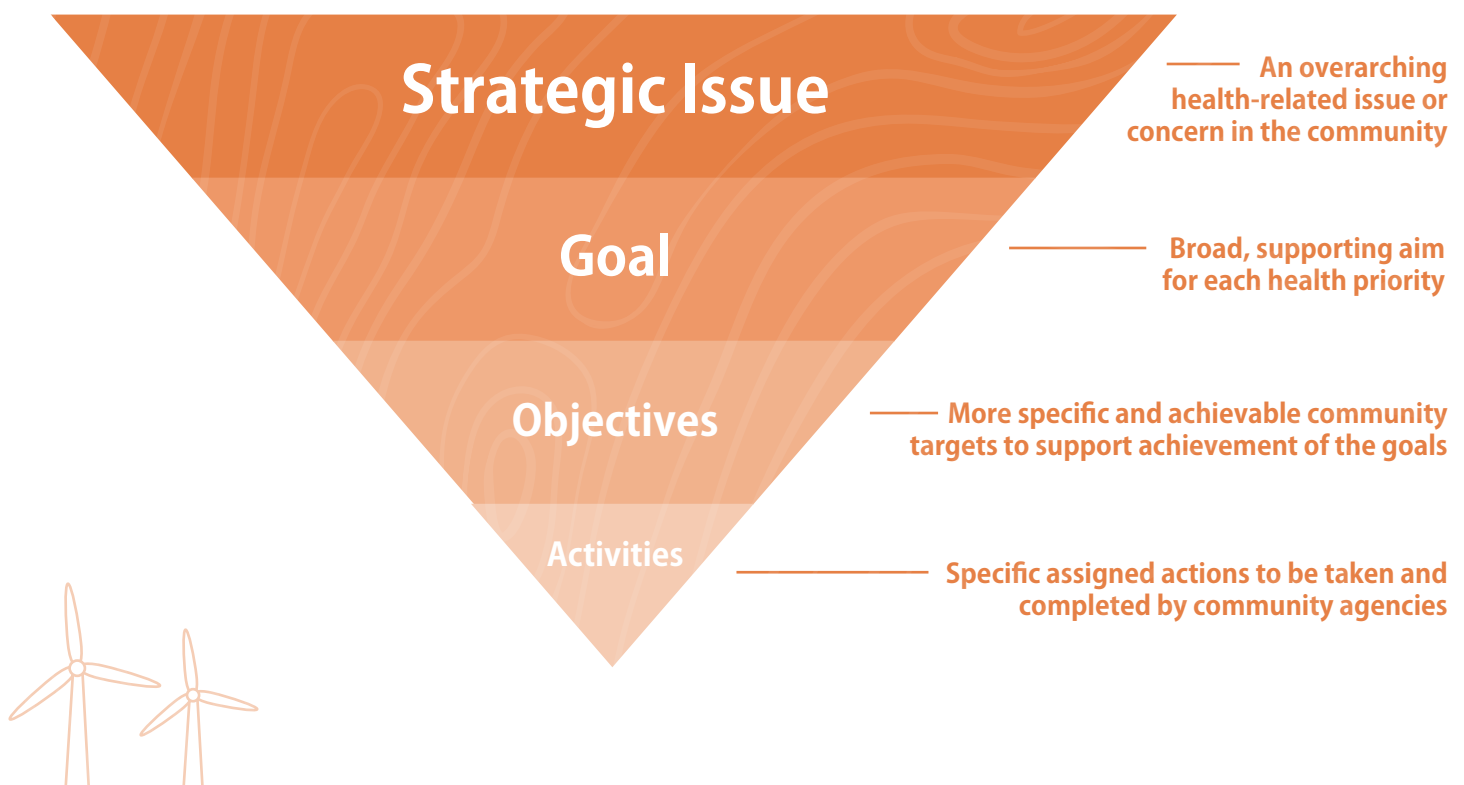 Strategic Issue
An overarching
health-related issue or
concern in the community
Goal
Broad, supporting aim
for each health priority
Objectives
More specific and achievable community
targets to support achievement of the goals
Activities
Specific assigned actions to be taken and
completed by community agencies